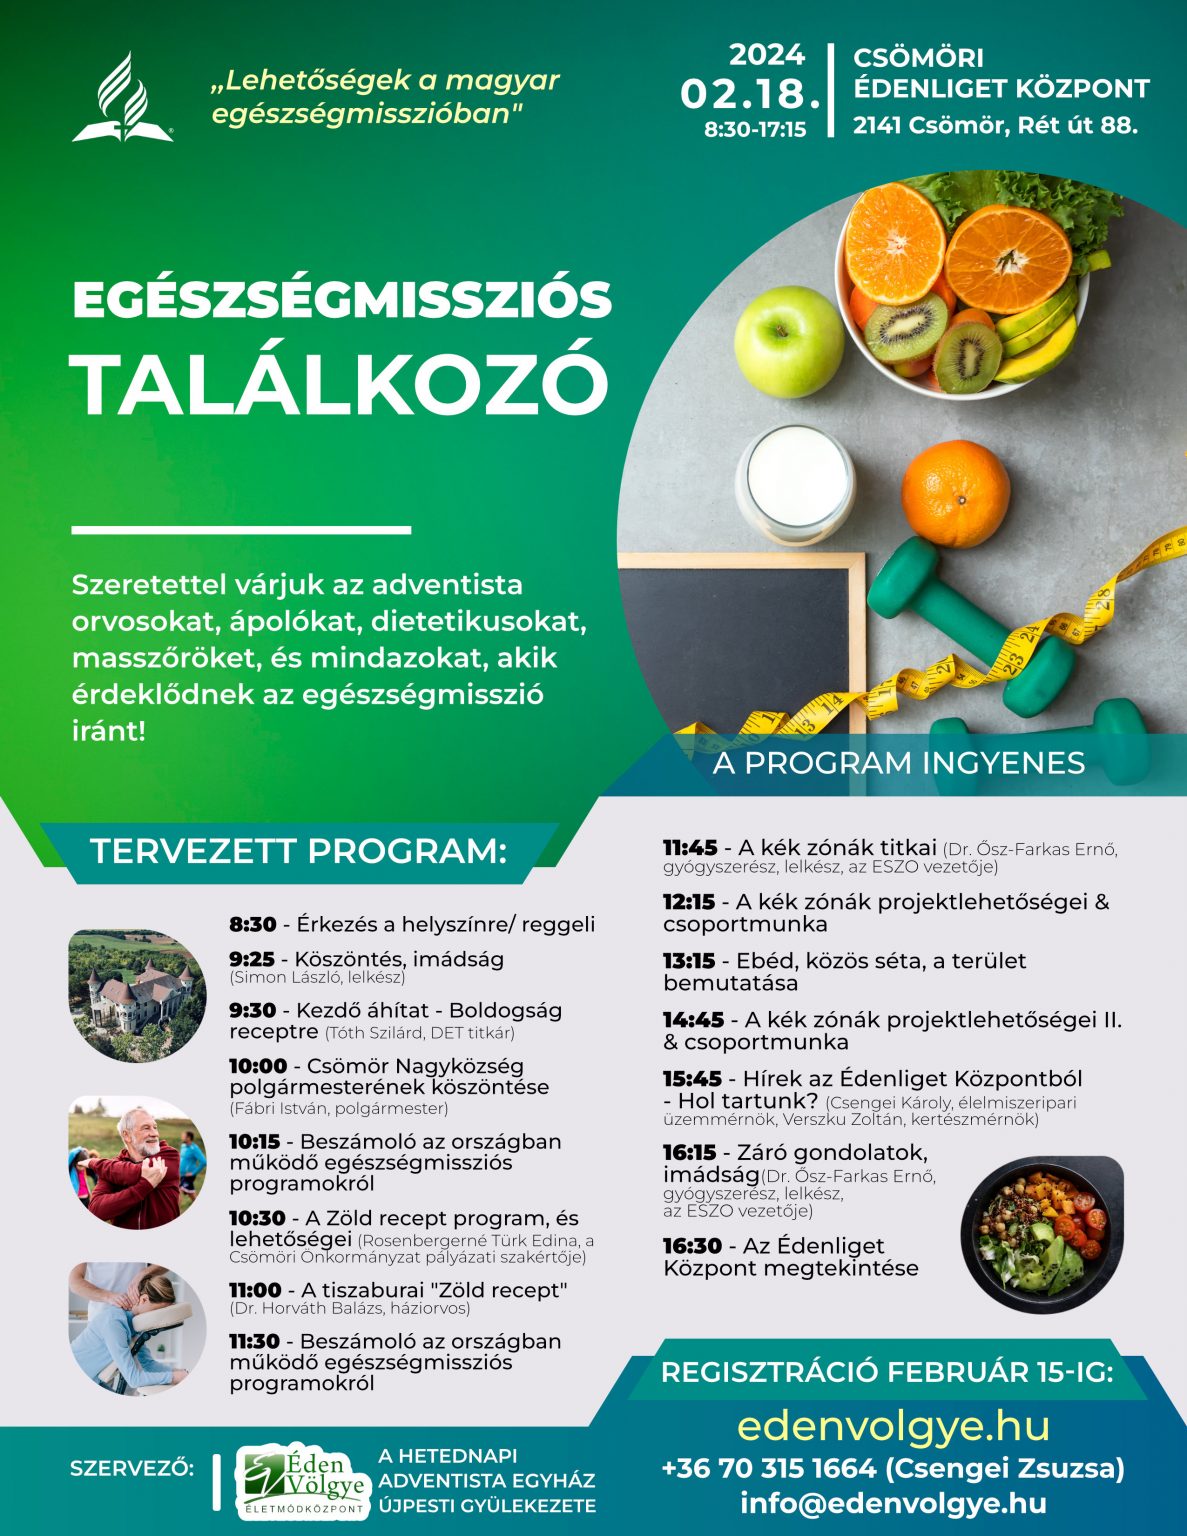 „Lehetőségek a magyar
egészségmisszióban"
2024
02.18.
8:30-17:15
CSÖMÖRI
ÉDENLIGET KÖZPONT
2141 Csömör, Rét út 88.
EGÉSZSÉGMISSZIÓS
TALÁLKOZÓ
Szeretettel várjuk az adventista
orvosokat, ápolókat, dietetikusokat,
masszőröket, és mindazokat, akik
érdeklődnek az egészségmisszió
iránt!
A PROGRAM INGYENES
TERVEZETT PROGRAM:
8:30 - Érkezés a helyszínre/ reggeli
9:25 - Köszöntés, imádság
(Simon László, lelkész)
9:30 - Kezdő áhítat - Boldogság
receptre (Tóth Szilárd, DET titkár)
10:00 - Csömör Nagyközség
polgármesterének köszöntése
(Fábri István, polgármester)
10:15 - Beszámoló az országban
működő egészségmissziós
programokról
10:30 - A Zöld recept program, és
lehetőségei (Rosenbergerné Türk Edina, a
Csömöri Önkormányzat pályázati szakértője)
11:00 - A tiszaburai "Zöld recept"
(Dr. Horváth Balázs, háziorvos)
11:30 - Beszámoló az országban
működő egészségmissziós
programokról
11:45 - A kék zónák titkai (Dr. Ősz-Farkas Ernő,
gyógyszerész, lelkész, az ESZO vezetője)
12:15 - A kék zónák projektlehetőségei &
csoportmunka
13:15 - Ebéd, közös séta, a terület
bemutatása
14:45 - A kék zónák projektlehetőségei II.
& csoportmunka
15:45 - Hírek az Édenliget Központból
- Hol tartunk? (Csengei Károly, élelmiszeripari
üzemmérnök, Verszku Zoltán, kertészmérnök)
16:15 - Záró gondolatok,
imádság(Dr. Ősz-Farkas Ernő,
gyógyszerész, lelkész,
az ESZO vezetője)
16:30 - Az Édenliget
Központ megtekintése
REGISZTRÁCIÓ FEBRUÁR 15-IG:
edenvolgye.hu
+36 70 315 1664 (Csengei Zsuzsa)
info@edenvolgye.hu
SZERVEZŐ:
Éden
Völgye
ÉLETMÓDKÖZPONT
A HETEDNAPI
ADVENTISTA EGYHÁZ
ÚJPESTI GYÜLEKEZETE